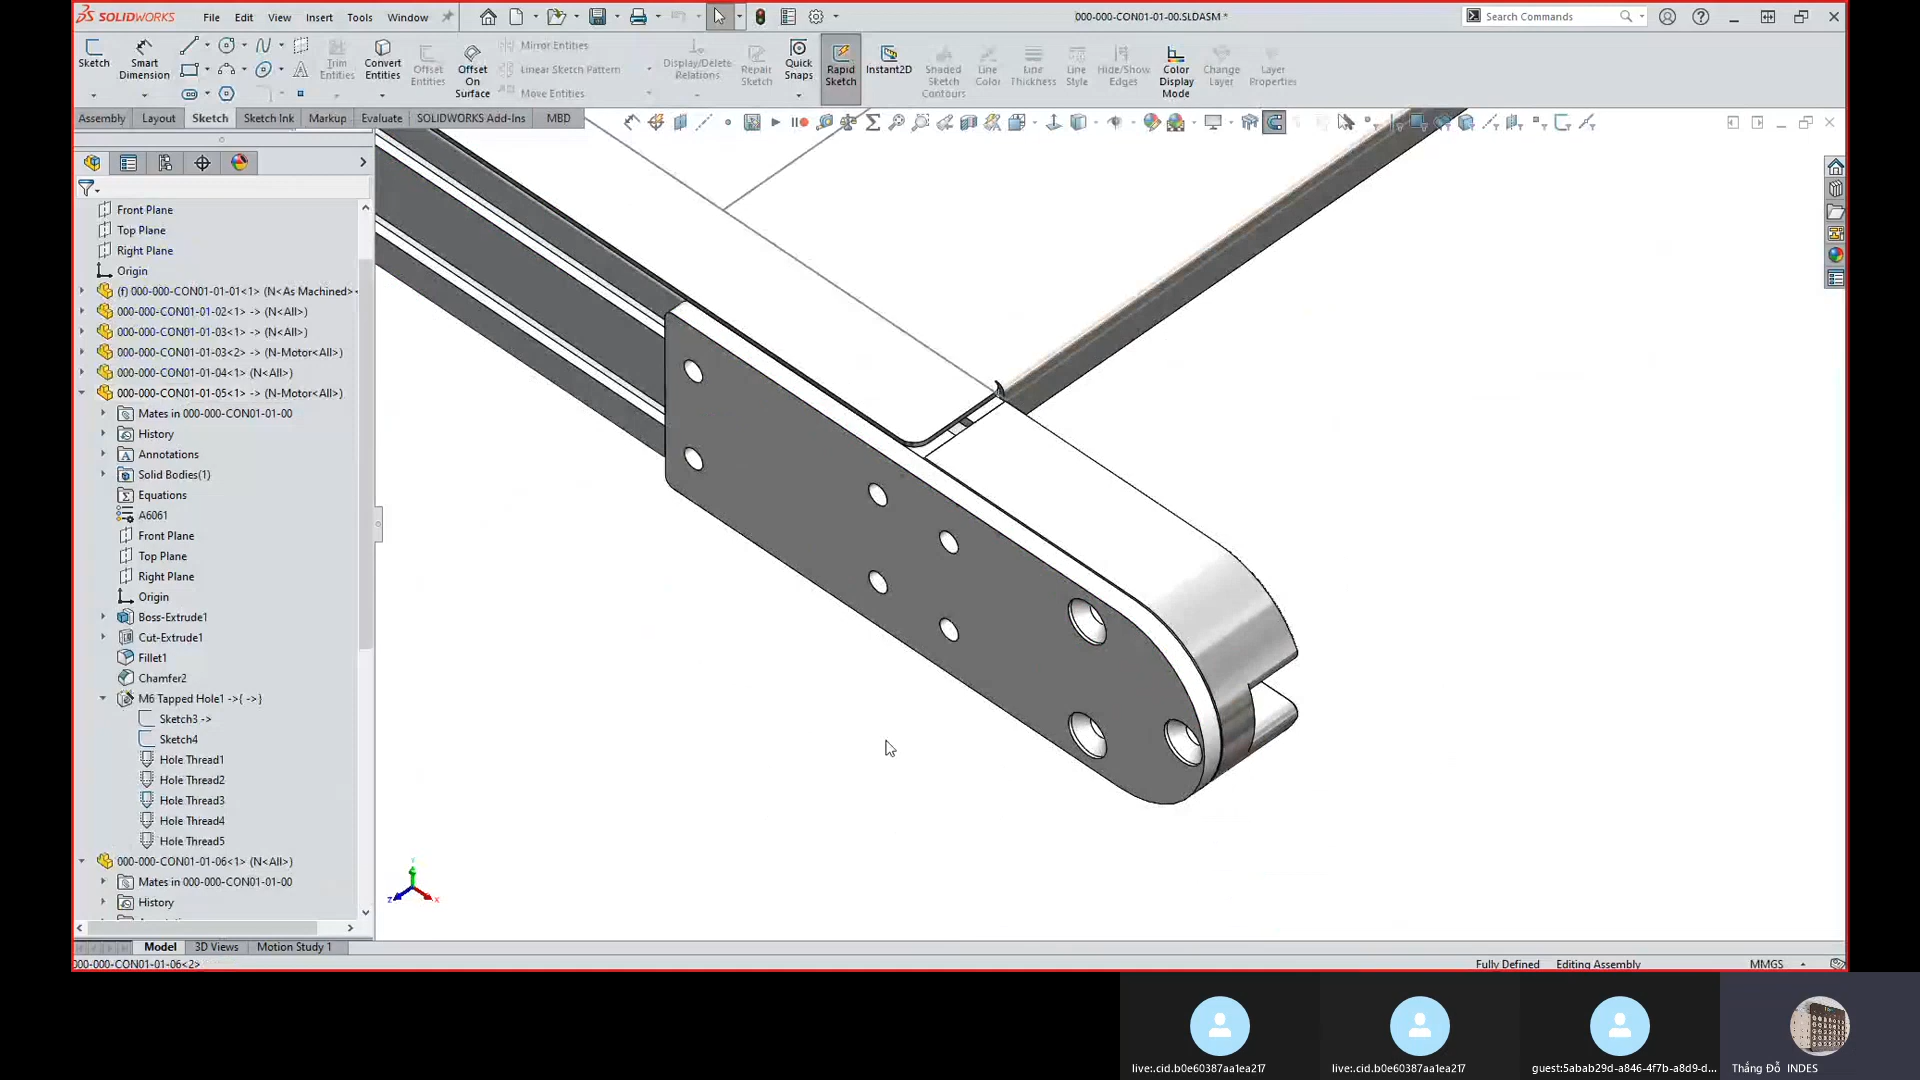 SOLIDWORKS
File Edit View Insert Tools Window
000-000-CON01-01-00.SLDASM *
Search Commands
Sketch
Smart Dimension
Trim Entities
Convert Entities
Offset Entities
Offset On Surface
Mirror Entities
Linear Sketch Pattern
Move Entities
Display/Delete Relations
Repair Sketch
Quick Snaps
Rapid Sketch
Instant2D
Shaded Sketch Contours
Line Color
Line Thickness
Line Style
Hide/Show Edges
Color Display Mode
Change Layer
Layer Properties
Assembly Layout Sketch Sketch Ink Markup Evaluate SOLIDWORKS Add-Ins MBD
Front Plane
Top Plane
Right Plane
Origin
(f) 000-000-CON01-01-01<1> (N<As Machined>
000-000-CON01-01-02<1> -> (N<All>)
000-000-CON01-01-03<1> -> (N<All>)
000-000-CON01-01-03<2> -> (N-Motor<All>)
000-000-CON01-01-04<1> (N<All>)
000-000-CON01-01-05<1> -> (N-Motor<All>)
Mates in 000-000-CON01-01-00
History
Annotations
Solid Bodies(1)
Equations
A6061
Front Plane
Top Plane
Right Plane
Origin
Boss-Extrude1
Cut-Extrude1
Fillet1
Chamfer2
M6 Tapped Hole1 ->{ ->}
Sketch3 ->
Sketch4
Hole Thread1
Hole Thread2
Hole Thread3
Hole Thread4
Hole Thread5
000-000-CON01-01-06<1> (N<All>)
Mates in 000-000-CON01-01-00
History
Y
Z
X
Model 3D Views Motion Study 1
000-000-CON01-01-06<2>
Fully Defined Editing Assembly MMGS
live:.cid.b0e60387aa1ea217
live:.cid.b0e60387aa1ea217
guest:5abab29d-a846-4f7b-a8d9-d...
Thắng Đỗ INDES